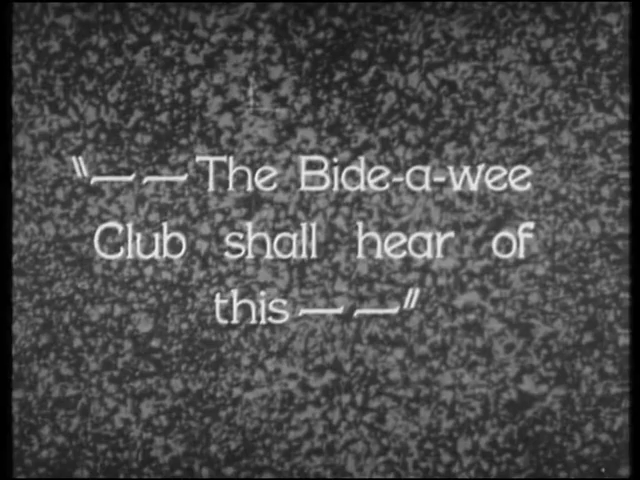 "— —The Bide-a-wee
Club shall hear of
this— —"